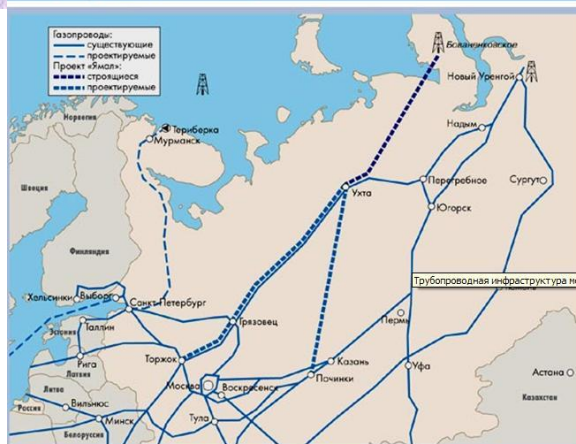 Газопроводы:
существующие
проектируемые
Проект «Ямал»:
строящиеся
проектируемые
Бованенковское
Новый Уренгой
Норвегия
Териберка
Мурманск
Надым
Швеция
Ухта
Перегребное
Сургут
Югорск
Финляндия
Хельсинки
Выборг
Санкт-Петербург
Трубопроводная инфраструктура
Таллин
Эстония
Грязовец
Пермь
Рига
Латвия
Торжок
Казань
Уфа
Астана
Москва
Воскресенск
Починки
Казахстан
Литва
Вильнюс
Россия
Минск
Тула
Белоруссия